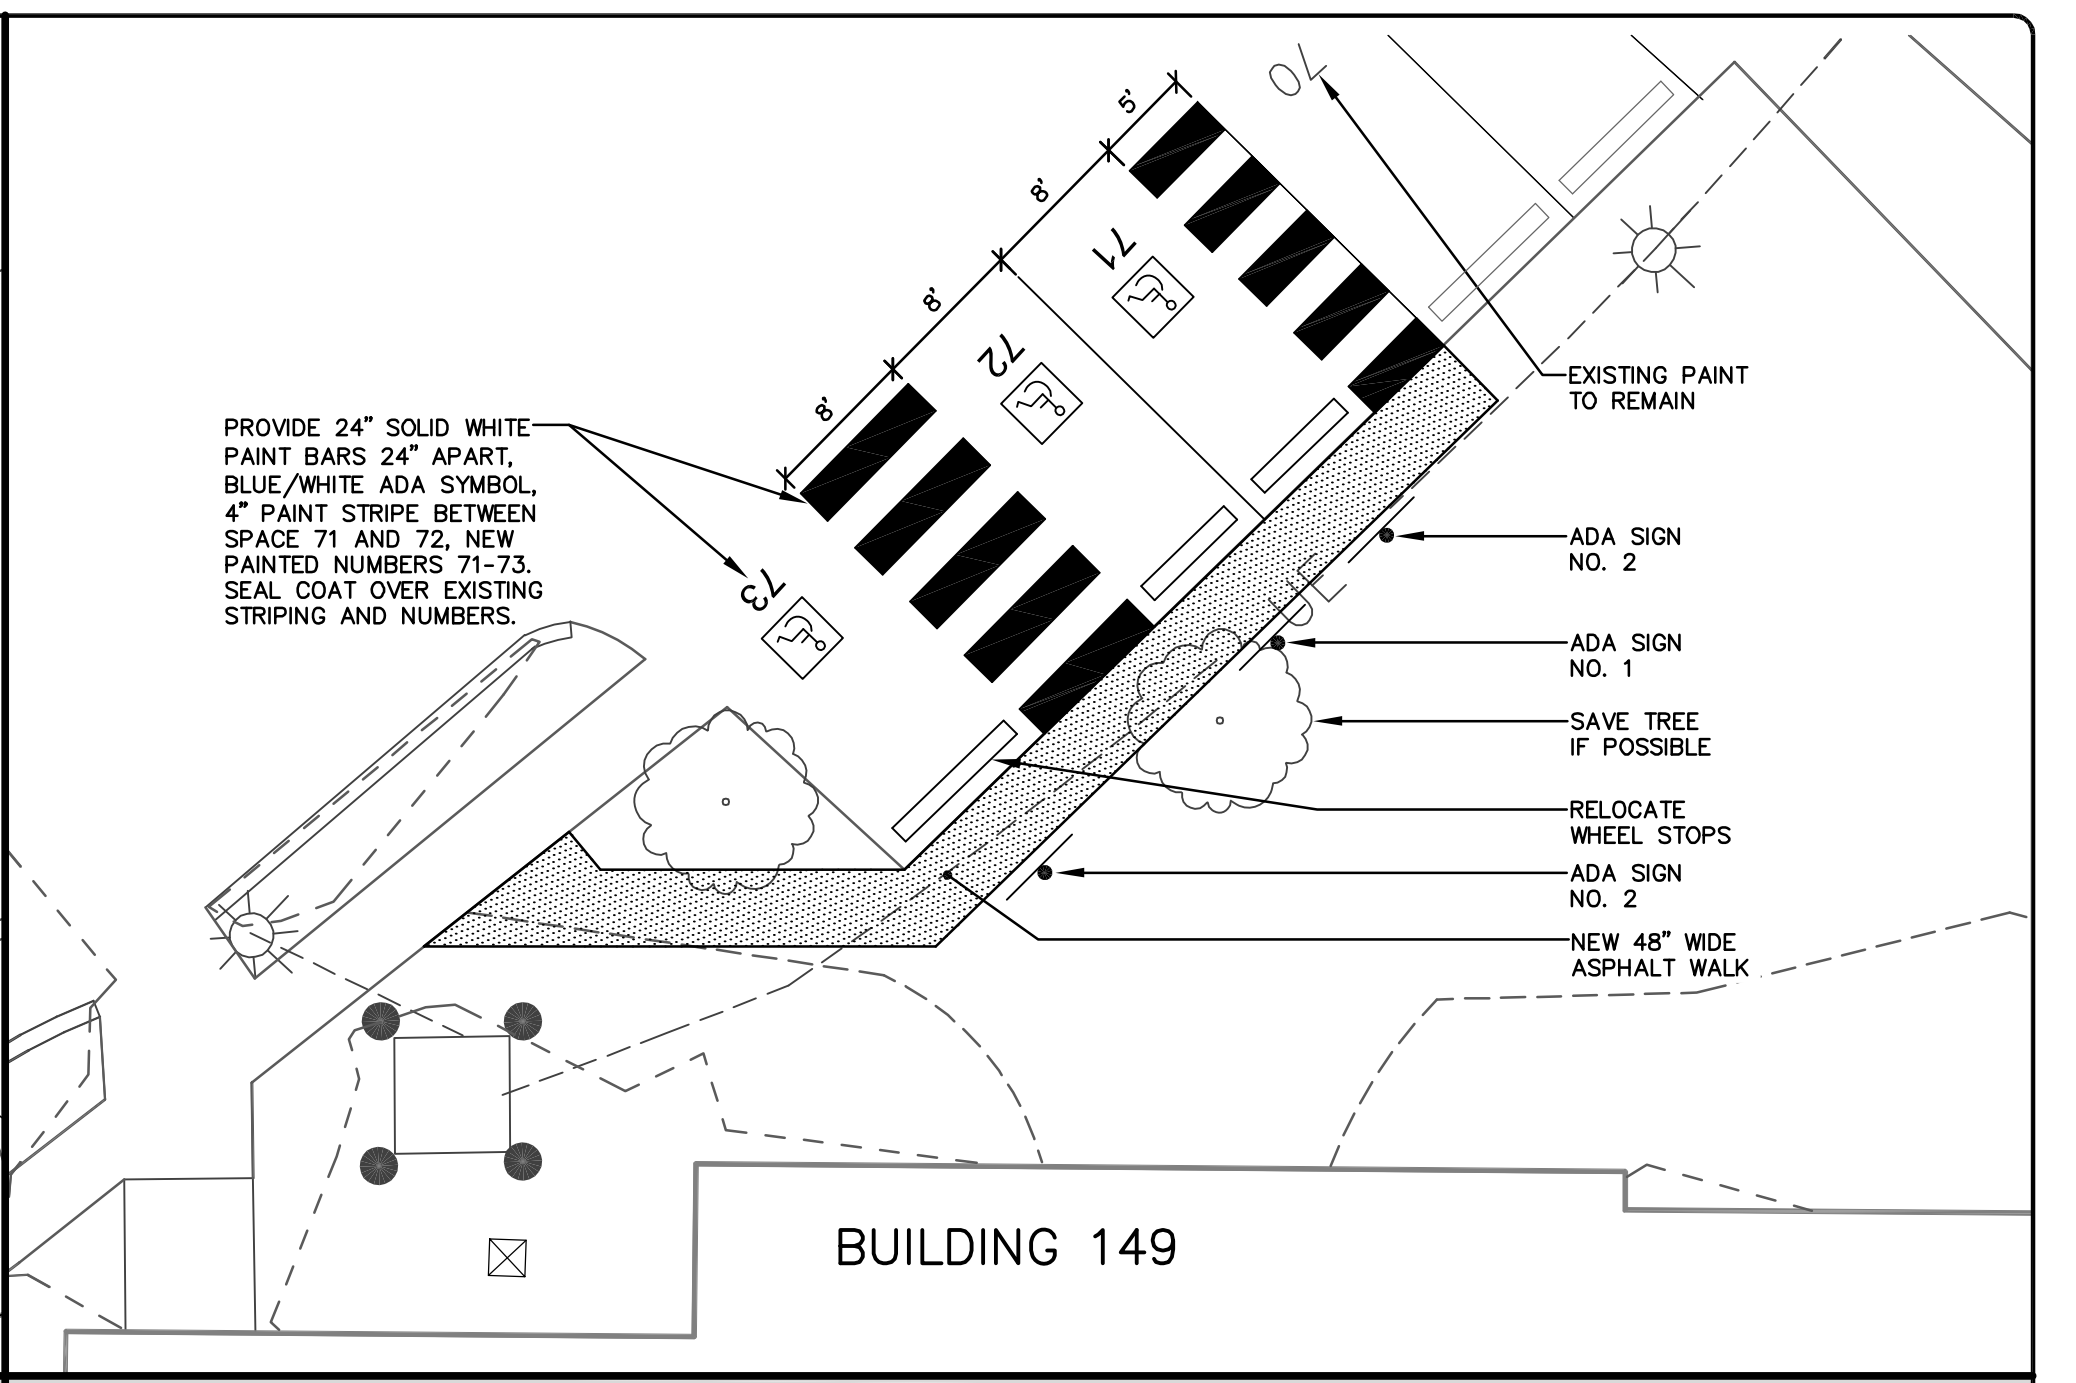 70
5'
8'
71
8'
72
8'
73
PROVIDE 24" SOLID WHITE
PAINT BARS 24" APART,
BLUE/WHITE ADA SYMBOL,
4" PAINT STRIPE BETWEEN
SPACE 71 AND 72, NEW
PAINTED NUMBERS 71-73.
SEAL COAT OVER EXISTING
STRIPING AND NUMBERS.
EXISTING PAINT
TO REMAIN
ADA SIGN
NO. 2
ADA SIGN
NO. 1
SAVE TREE
IF POSSIBLE
RELOCATE
WHEEL STOPS
ADA SIGN
NO. 2
NEW 48" WIDE
ASPHALT WALK
BUILDING 149